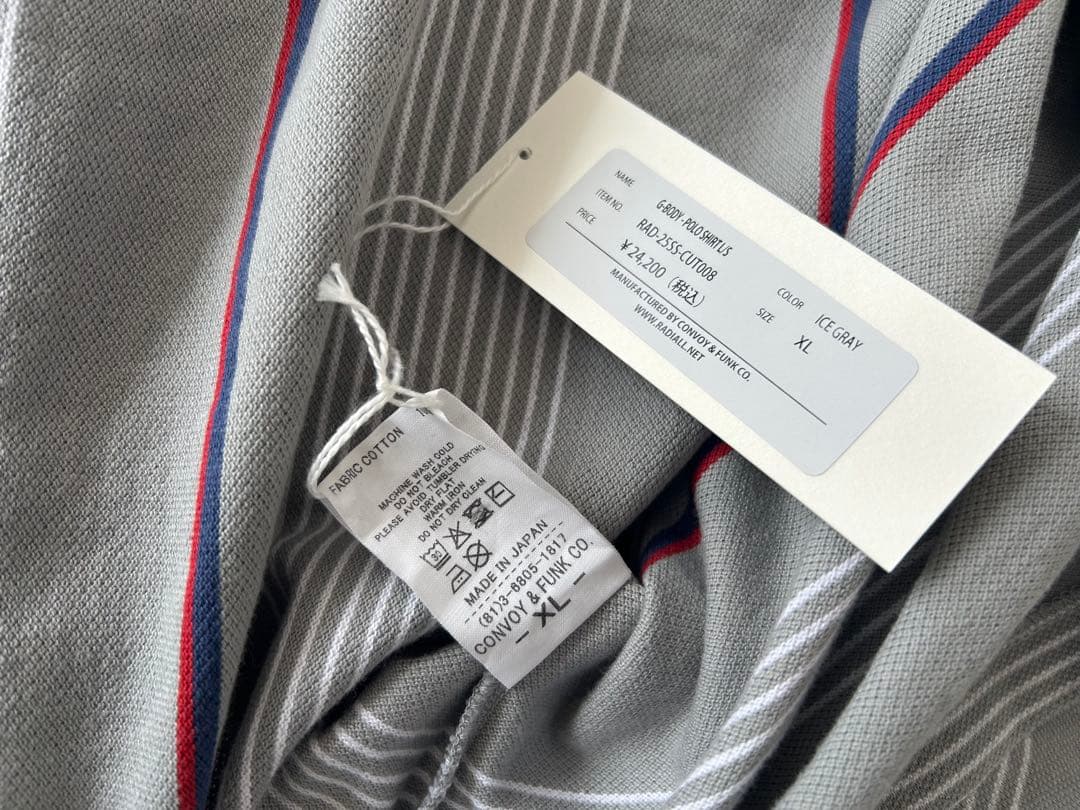 NAME G-BODY - POLO SHIRT L/S
ITEM NO. RAD-25SS-CUT008
PRICE ¥24,200 (税込)
COLOR ICE GRAY
SIZE XL
MANUFACTURED BY CONVOY & FUNK CO.
WWW.RADIALL.NET
FABRIC COTTON
MACHINE WASH COLD
DO NOT BLEACH
PLEASE AVOID TUMBLER DRYING
DRY FLAT
WARM IRON
DO NOT DRY CLEAN
30
MADE IN JAPAN
(81)3-6805-1817
CONVOY & FUNK CO.
- XL -